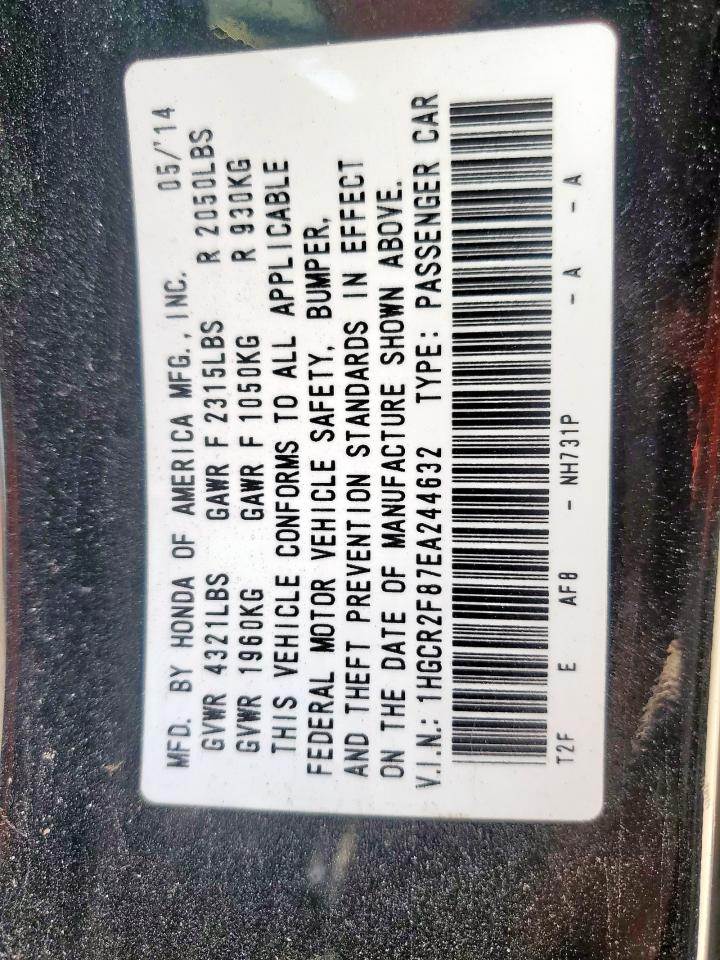 MFD. BY HONDA OF AMERICA MFG., INC. 05/'14
GVWR 4321LBS GAWR F 2315LBS R 2050LBS
GVWR 1960KG GAWR F 1050KG R 930KG
THIS VEHICLE CONFORMS TO ALL APPLICABLE
FEDERAL MOTOR VEHICLE SAFETY, BUMPER,
AND THEFT PREVENTION STANDARDS IN EFFECT
ON THE DATE OF MANUFACTURE SHOWN ABOVE.
V.I.N.: 1HGCR2F87EA244632 TYPE: PASSENGER CAR
T2F E AF8 - NH731P - A - A